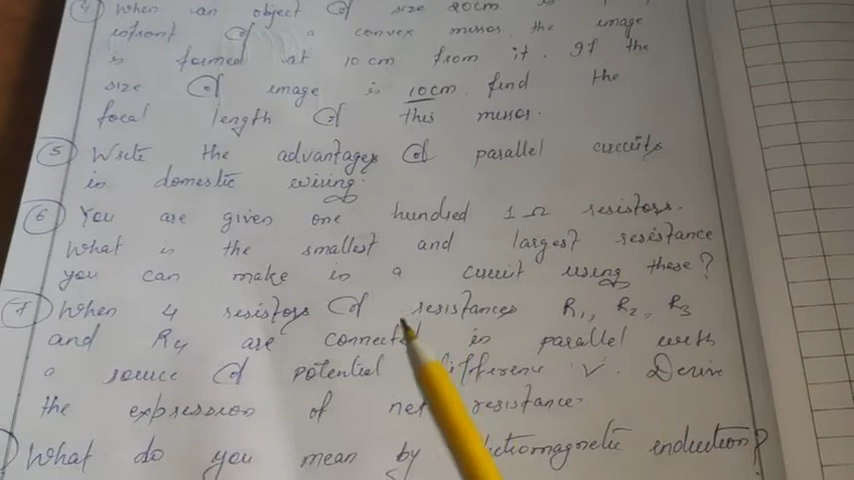 4 When an object of size 20cm is
infront of a convex mirror, the image
is formed at 10 cm from it. If the
size of image is 10cm. find the
focal length of this mirror.
5 Write the advantages of parallel circuits
in domestic wiring.
6 You are given one hundred 1 Ω resistors.
What is the smallest and largest resistance
you can make in a circuit using these?
7 When 4 resistors of resistances R1, R2, R3
and R4 are connected in parallel with
a source of potential difference V. Derive
the expression of net resistance.
What do you mean by induction?